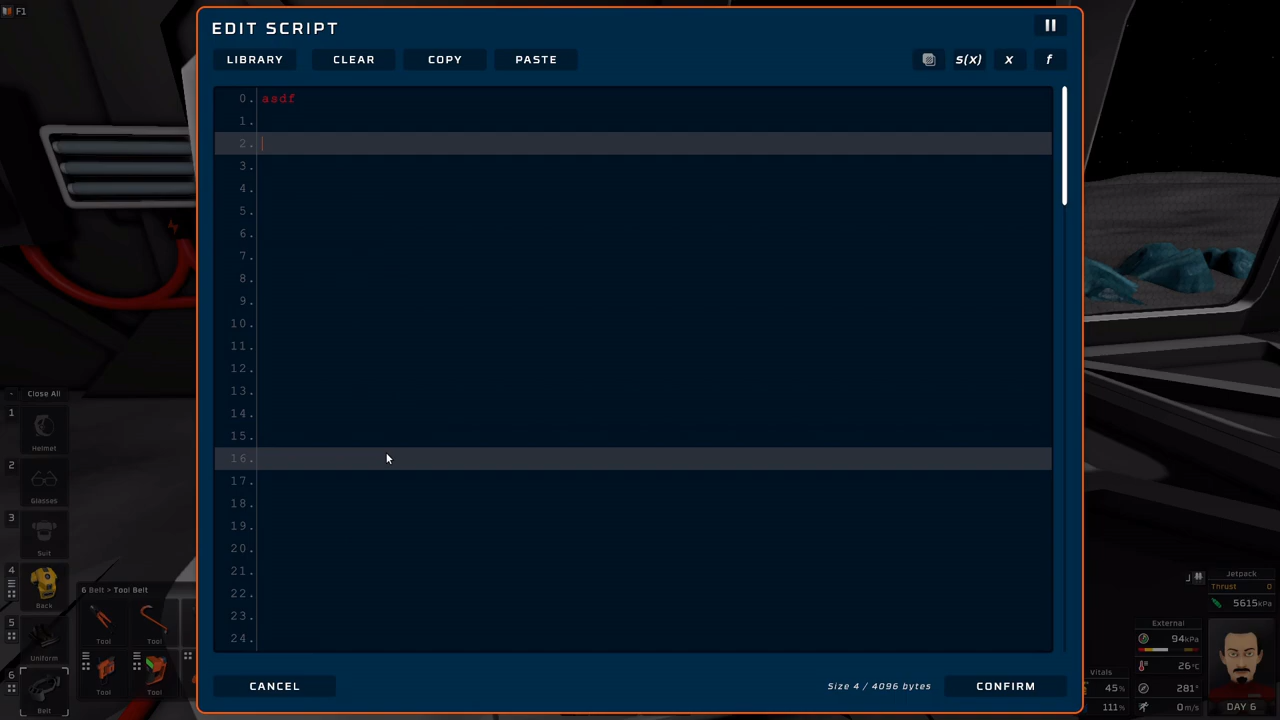 F1
EDIT SCRIPT
LIBRARY CLEAR COPY PASTE s(x) x f
0. asdf
1.
2.
3.
4.
5.
6.
7.
8.
9.
10.
11.
12.
13.
14.
15.
16.
17.
18.
19.
20.
21.
22.
23.
24.
CANCEL Size 4 / 4096 bytes CONFIRM
- Close All
1
Helmet
2
Glasses
3
Suit
4
Back
5
Uniform
6
Belt
6 Belt > Tool Belt
Tool Tool
Tool Tool
Jetpack
Thrust 0
5615kPa
External
94kPa
26°C
281°
0m/s
Vitals
45%
111%
DAY 6